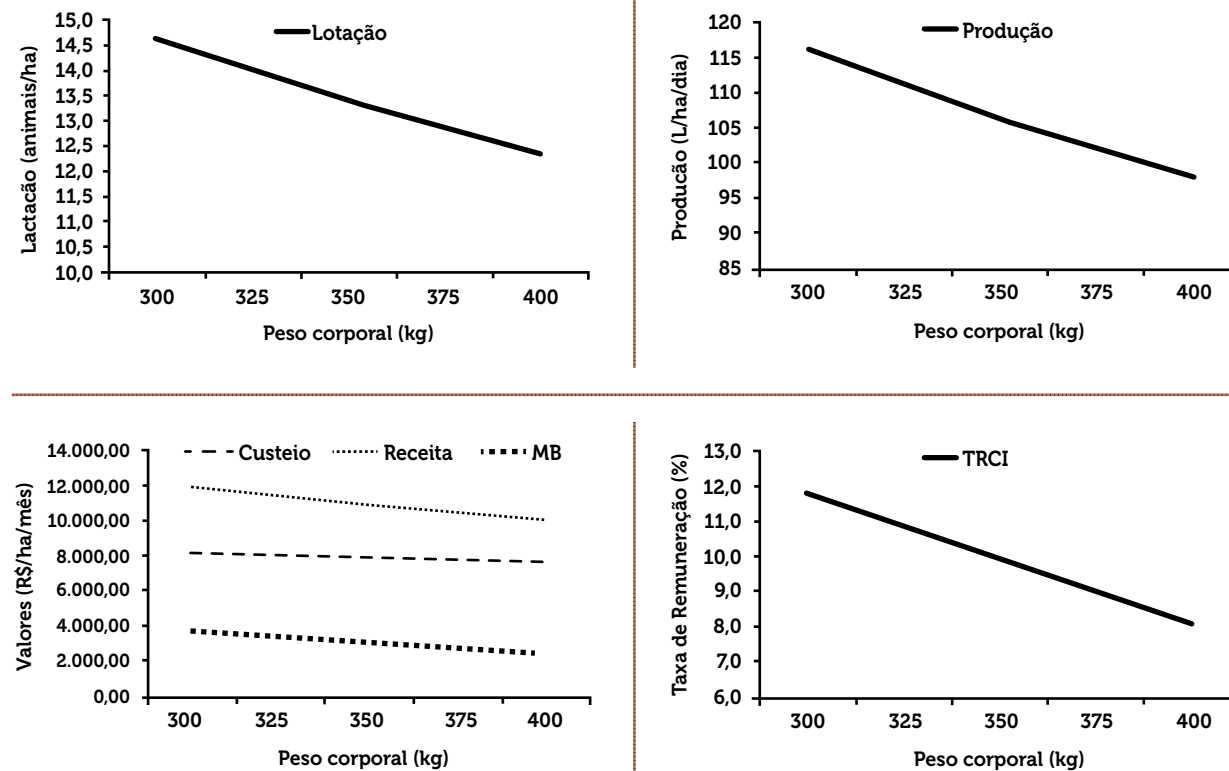 15,0
14,5
14,0
13,5
13,0
12,5
12,0
11,5
11,0
10,5
10,0
Lactacão (animais/ha)
Lotação
300 325 350 375 400
Peso corporal (kg)
120
115
110
105
100
95
90
85
Producão (L/ha/dia)
Produção
300 325 350 375 400
Peso corporal (kg)
14.000,00
12.000,00
10.000,00
8.000,00
6.000,00
4.000,00
2.000,00
0,00
Valores (R$/ha/mês)
Custeio Receita MB
300 325 350 375 400
Peso corporal (kg)
13,0
12,0
11,0
10,0
9,0
8,0
7,0
6,0
Taxa de Remuneração (%)
TRCI
300 325 350 375 400
Peso corporal (kg)